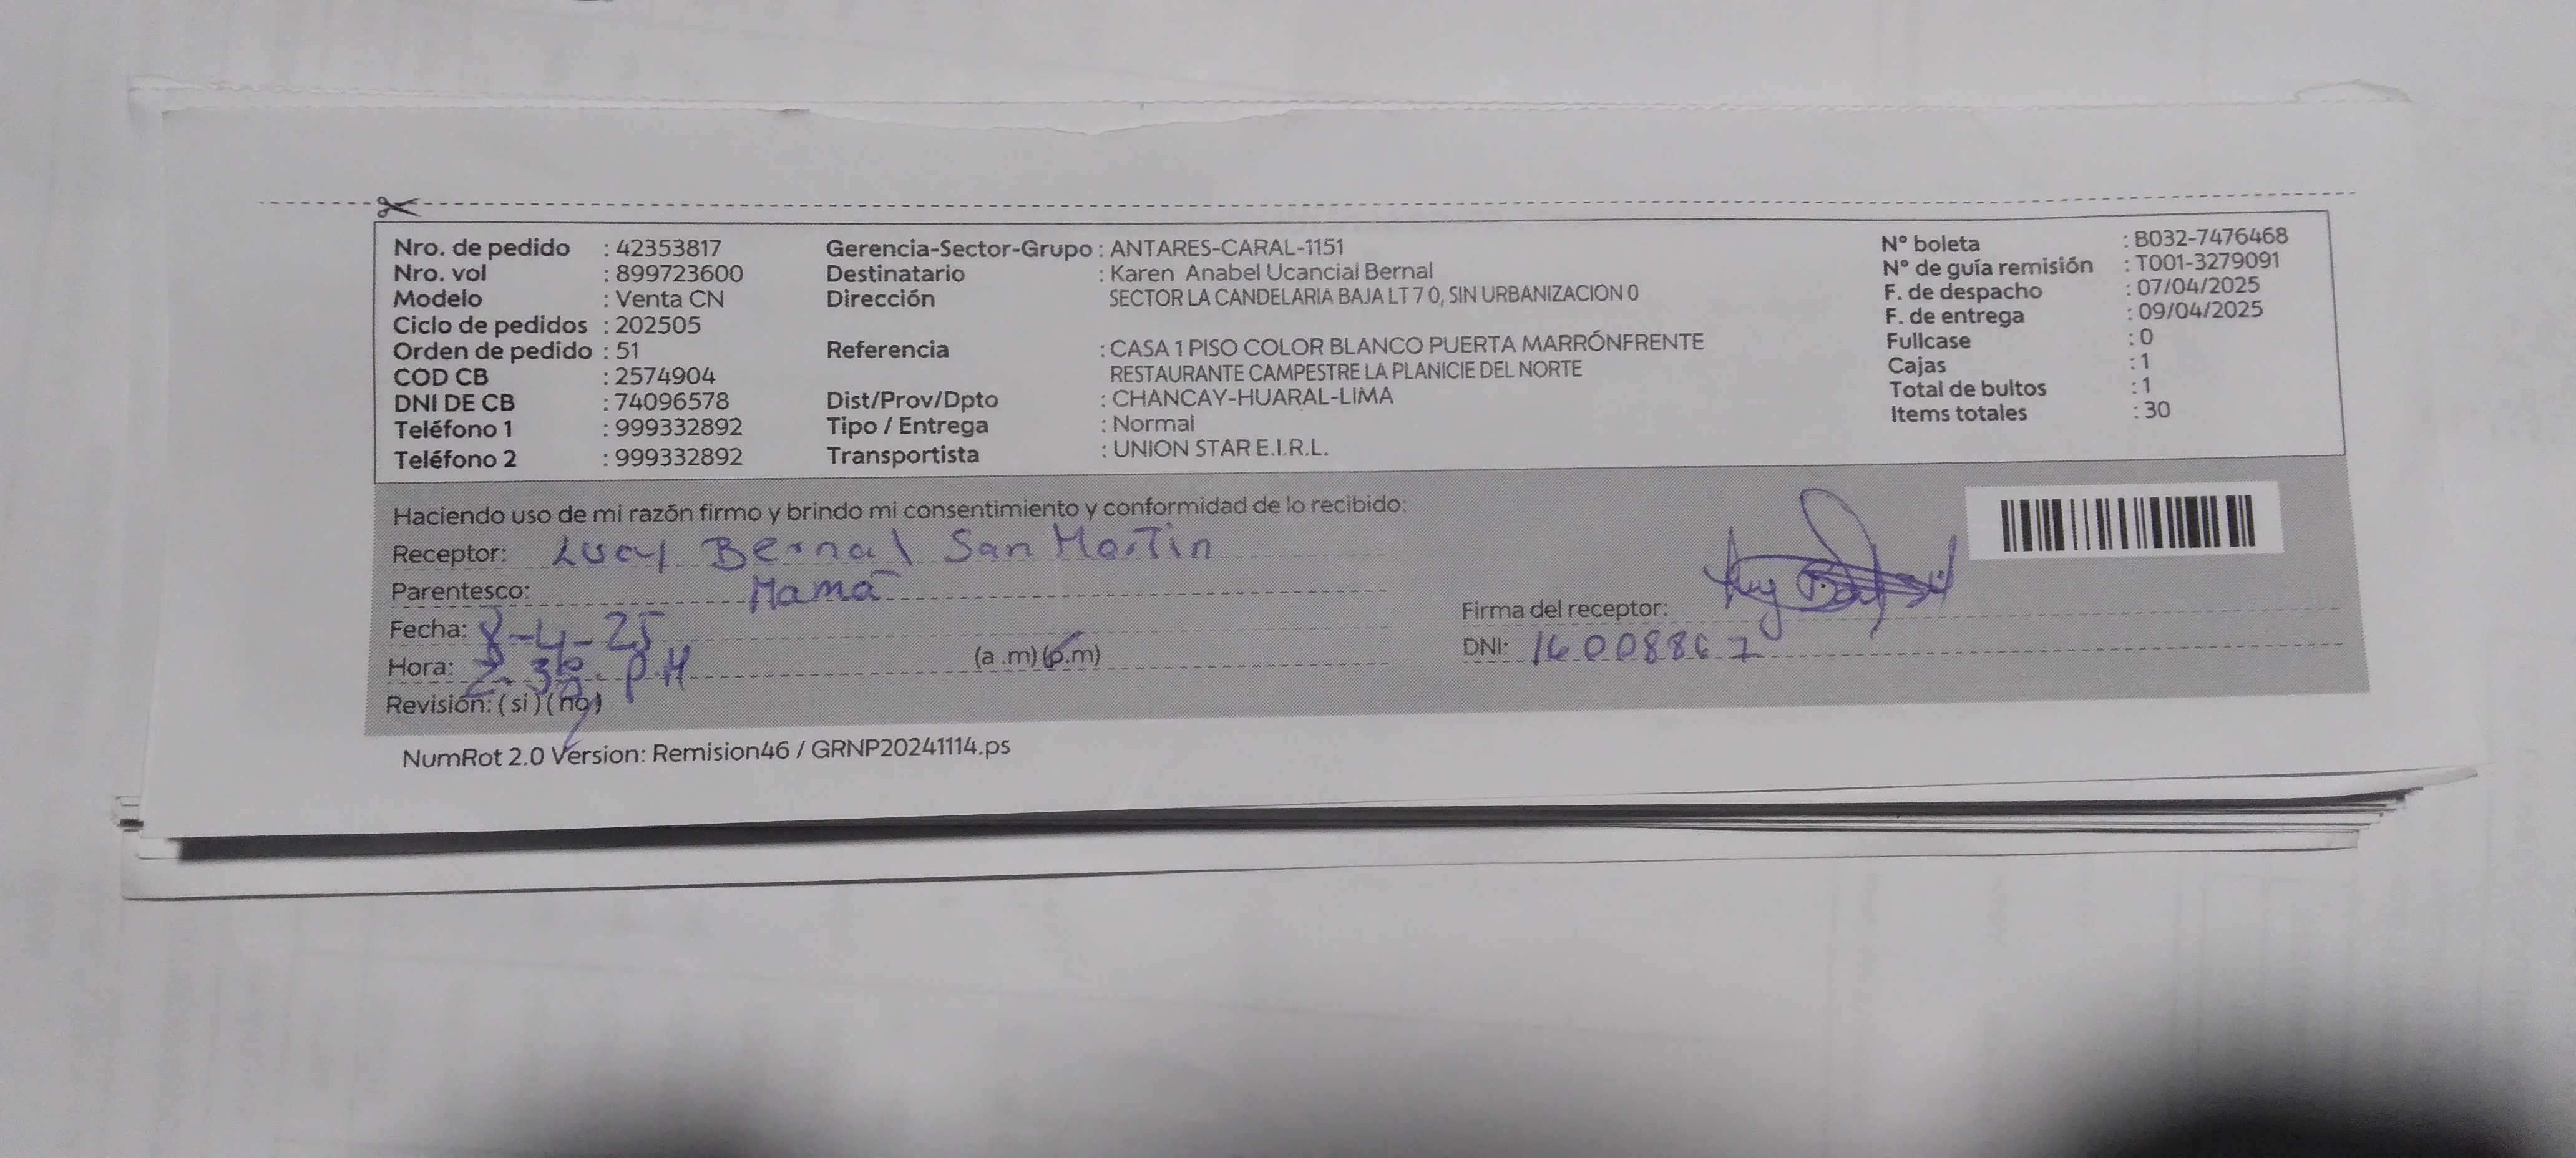 Nro. de pedido : 42353817
Nro. vol : 899723600
Modelo : Venta CN
Ciclo de pedidos : 202505
Orden de pedido : 51
COD CB : 2574904
DNI DE CB : 74096578
Teléfono 1 : 999332892
Teléfono 2 : 999332892
Gerencia-Sector-Grupo : ANTARES-CARAL-1151
Destinatario : Karen Anabel Ucancial Bernal
Dirección SECTOR LA CANDELARIA BAJA LT 7 0, SIN URBANIZACION 0
Referencia : CASA 1 PISO COLOR BLANCO PUERTA MARRÓNFRENTE
RESTAURANTE CAMPESTRE LA PLANICIE DEL NORTE
Dist/Prov/Dpto : CHANCAY-HUARAL-LIMA
Tipo / Entrega : Normal
Transportista : UNION STAR E.I.R.L.
N° boleta : B032-7476468
N° de guía remisión : T001-3279091
F. de despacho : 07/04/2025
F. de entrega : 09/04/2025
Fullcase : 0
Cajas : 1
Total de bultos : 1
Items totales : 30
Haciendo uso de mi razón firmo y brindo mi consentimiento y conformidad de lo recibido:
Receptor: Lucy Bernal San Martin
Parentesco: Mamá
Fecha: 8-4-25
Hora: P.M (a .m) (p.m)
Revisión: ( si ) ( no )
Firma del receptor:
DNI: 16008867
NumRot 2.0 Version: Remision46 / GRNP20241114.ps